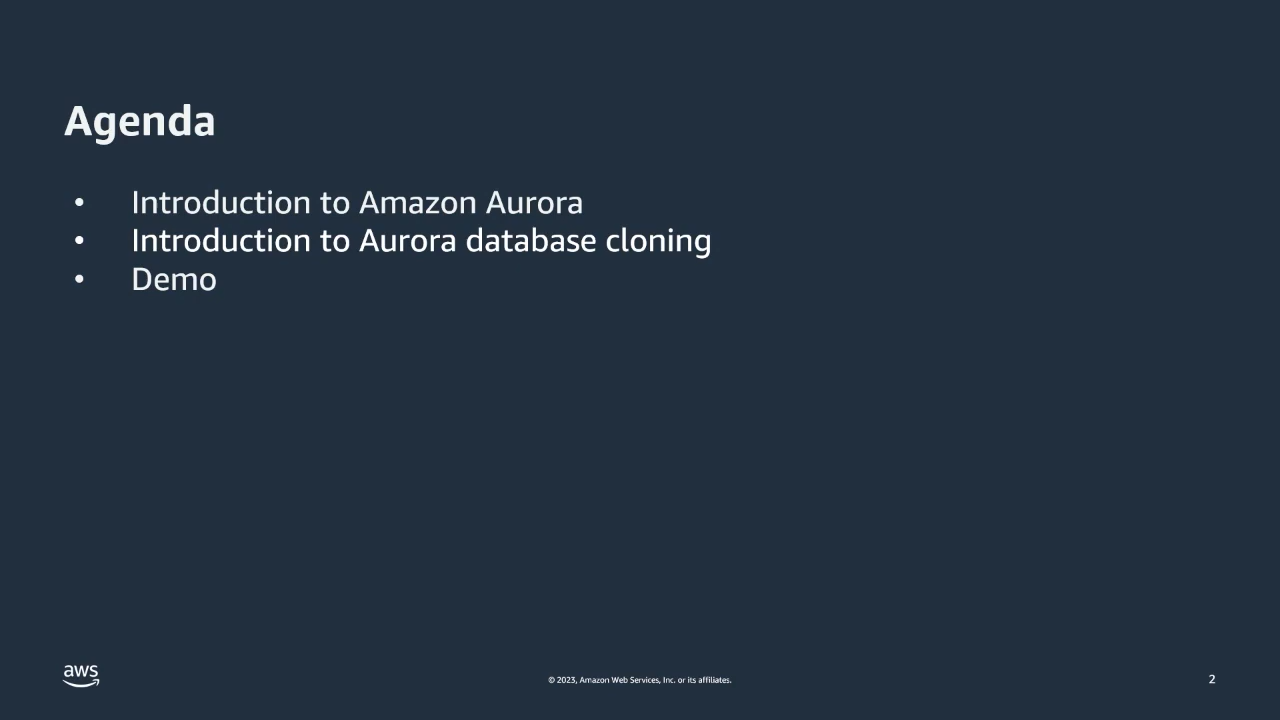 Agenda
• Introduction to Amazon Aurora
• Introduction to Aurora database cloning
• Demo
aws
© 2023, Amazon Web Services, Inc. or its affiliates.
2